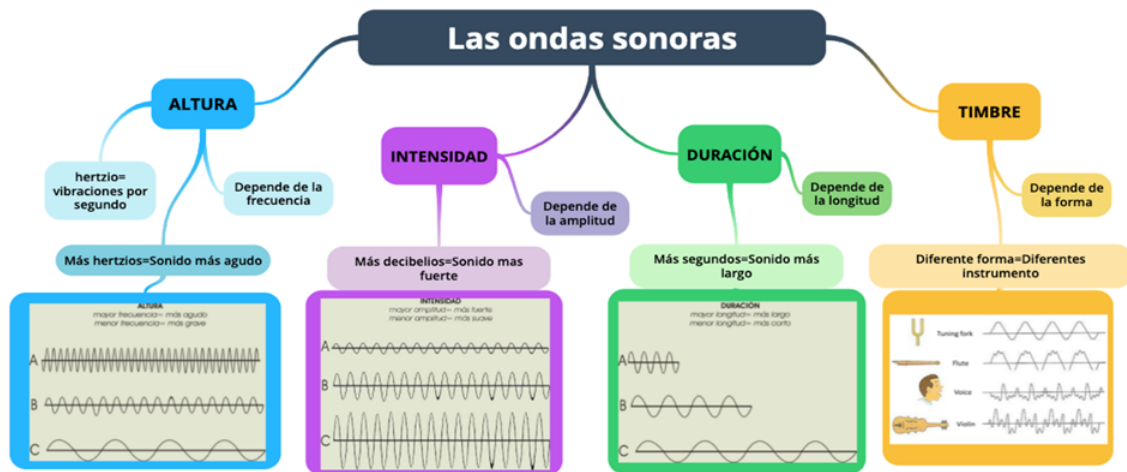 Las ondas sonoras
ALTURA
hertzio=
vibraciones por
segundo
Depende de la
frecuencia
Más hertzios=Sonido más agudo
ALTURA
mayor frecuencia= más agudo
menor frecuencia= más grave
A
B
C
INTENSIDAD
Depende de
la amplitud
Más decibelios=Sonido mas
fuerte
INTENSIDAD
mayor amplitud= más fuerte
menor amplitud= más suave
A
B
C
DURACIÓN
Depende de
la longitud
Más segundos=Sonido más
largo
DURACIÓN
mayor longitud= más largo
menor longitud= más corto
A
B
C
TIMBRE
Depende de
la forma
Diferente forma=Diferentes
instrumento
Tuning fork
Flute
Voice
Violin